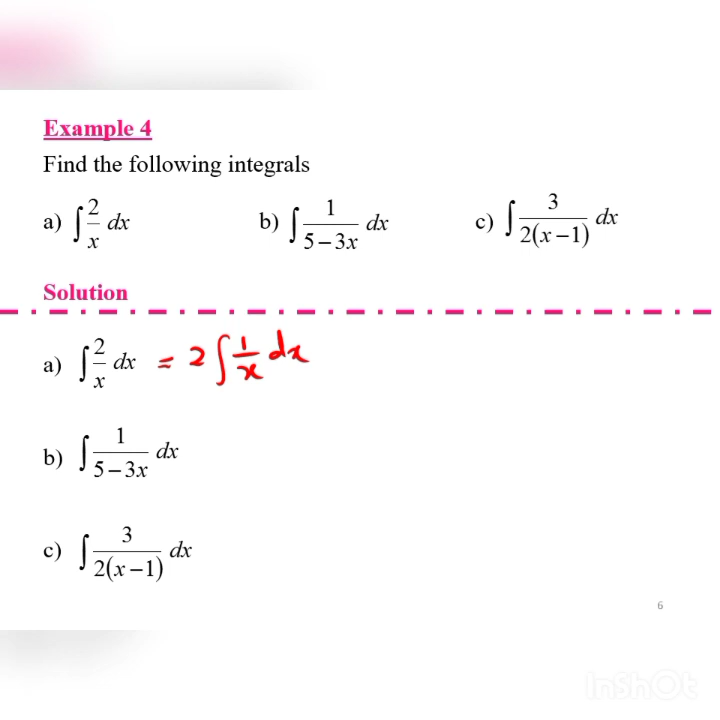 Example 4
Find the following integrals
a) ∫ 2/x dx b) ∫ 1/(5 – 3x) dx c) ∫ 3/(2(x – 1)) dx
Solution
a) ∫ 2/x dx = 2 ∫ 1/x dx
b) ∫ 1/(5 – 3x) dx
c) ∫ 3/(2(x – 1)) dx
6
InShOt